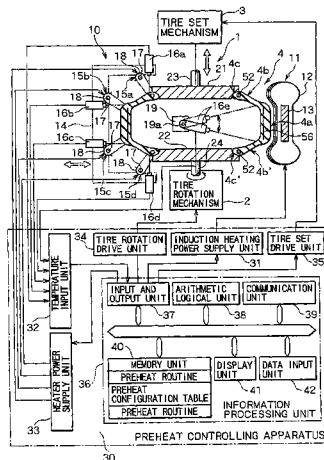 3
TIRE SET MECHANISM
10
1
16a
18
17
21
4c
4
11
15b
15a
23
4b
12
18
52
13
14
19
16e
4a
16b
19a
56
16c
17
18
22
24
52
17
4b'
15c
15d
4c'
16d
TIRE ROTATION MECHANISM
2
34
TIRE ROTATION DRIVE UNIT
INDUCTION HEATING POWER SUPPLY UNIT
TIRE SET DRIVE UNIT
31
35
TEMPERATURE INPUT UNIT
32
INPUT AND OUTPUT UNIT
ARITHMETIC LOGICAL UNIT
COMMUNICATION UNIT
37
38
39
40
36
MEMORY UNIT
PREHEAT ROUTINE
PREHEAT CONFIGURATION TABLE
PREHEAT ROUTINE
DISPLAY UNIT
DATA INPUT UNIT
41
42
HEATER POWER SUPPLY UNIT
33
INFORMATION PROCESSING UNIT
PREHEAT CONTROLLING APPARATUS
30